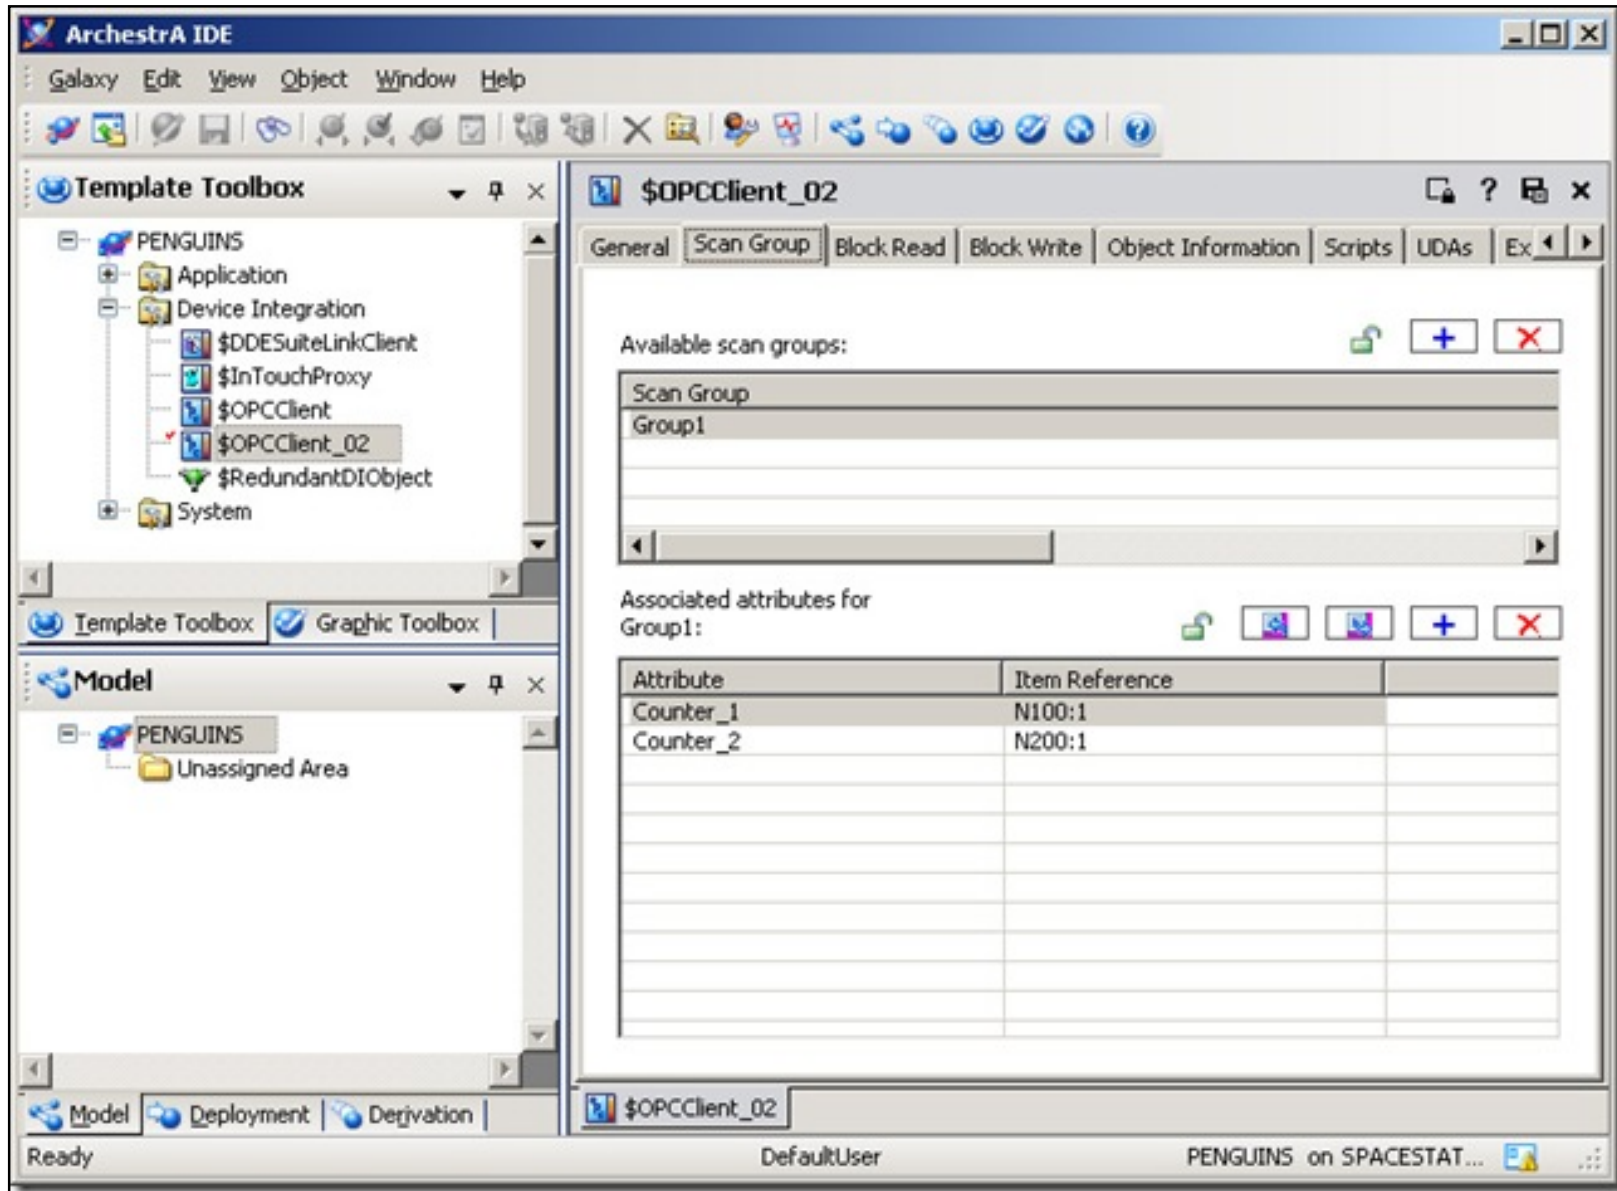 ArchestrA IDE
Galaxy Edit View Object Window Help
Template Toolbox
PENGUINS
Application
Device Integration
$DDESuiteLinkClient
$InTouchProxy
$OPCClient
$OPCClient_02
$RedundantDIObject
System
Template Toolbox Graphic Toolbox
Model
PENGUINS
Unassigned Area
Model Deployment Derivation
$OPCClient_02
General Scan Group Block Read Block Write Object Information Scripts UDAs Ex
Available scan groups:
Scan Group
Group1
Associated attributes for
Group1:
Attribute Item Reference
Counter_1 N100:1
Counter_2 N200:1
$OPCClient_02
Ready DefaultUser PENGUINS on SPACESTAT...